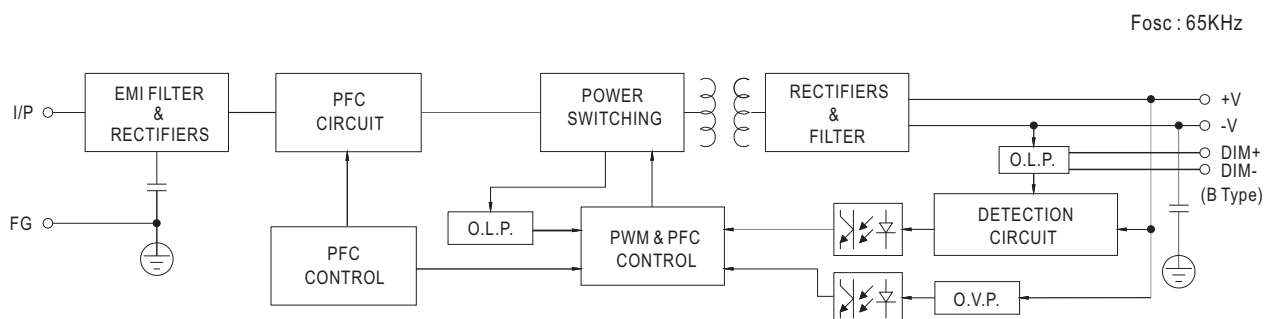 Fosc : 65KHz
I/P
EMI FILTER
&
RECTIFIERS
PFC
CIRCUIT
POWER
SWITCHING
RECTIFIERS
&
FILTER
+V
-V
DIM+
DIM-
(B Type)
O.L.P.
FG
O.L.P.
PFC
CONTROL
PWM & PFC
CONTROL
DETECTION
CIRCUIT
O.V.P.